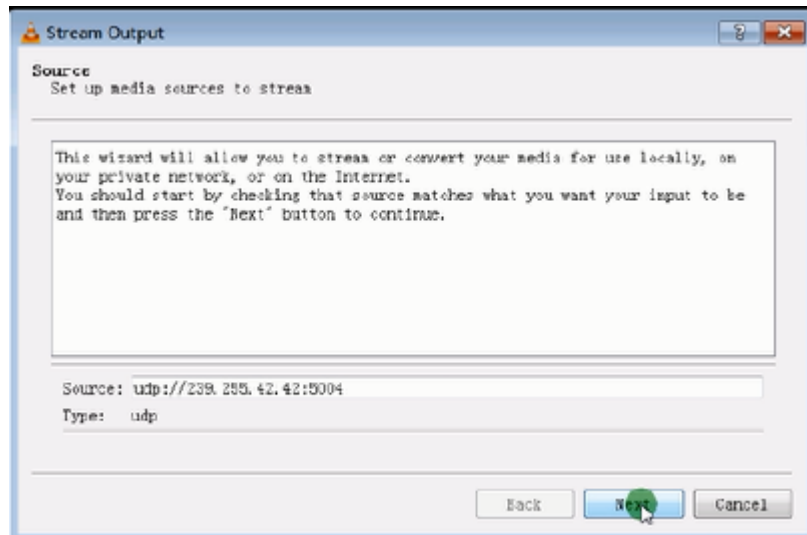 Stream Output
Source
Set up media sources to stream
This wizard will allow you to stream or convert your media for use locally, on
your private network, or on the Internet.
You should start by checking that source matches what you want your input to be
and then press the "Next" button to continue.
Source: udp://239.255.42.42:5004
Type: udp
Back Next Cancel